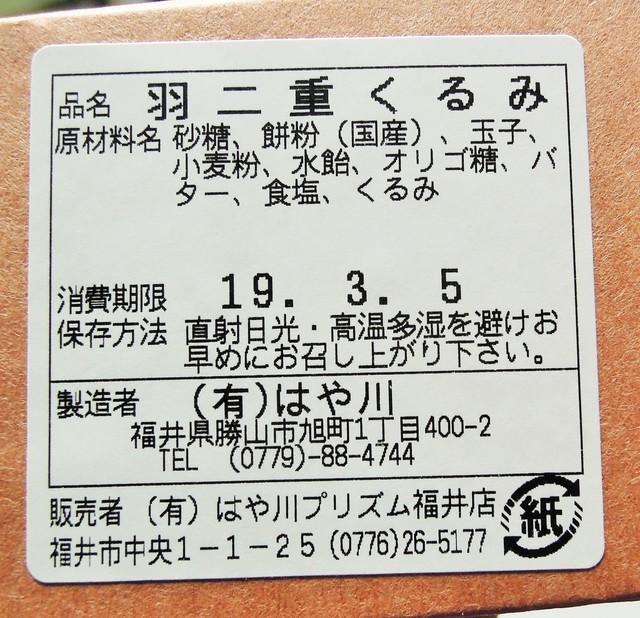 品名 羽二重くるみ
原材料名 砂糖、餅粉（国産）、玉子、
小麦粉、水飴、オリゴ糖、バ
ター、食塩、くるみ
消費期限 19. 3. 5
保存方法 直射日光・高温多湿を避けお
早めにお召し上がり下さい。
製造者 (有)はや川
福井県勝山市旭町1丁目400-2
TEL (0779)-88-4744
販売者 （有）はや川プリズム福井店
福井市中央１－１－２５(0776)26-5177
紙